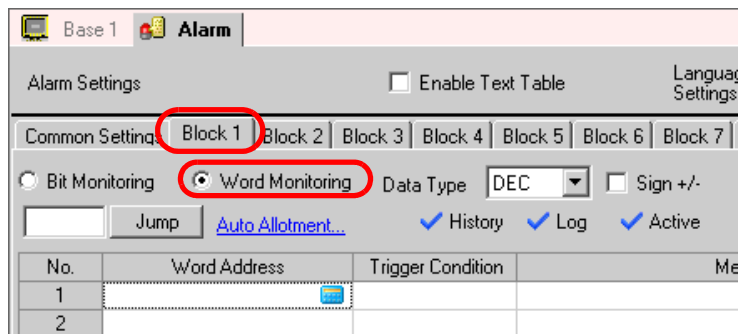 Base 1 Alarm
Alarm Settings Enable Text Table Languag
Settings
Common Settings Block 1 Block 2 Block 3 Block 4 Block 5 Block 6 Block 7
Bit Monitoring Word Monitoring Data Type DEC Sign +/-
Jump Auto Allotment... History Log Active
No. Word Address Trigger Condition Me
1
2